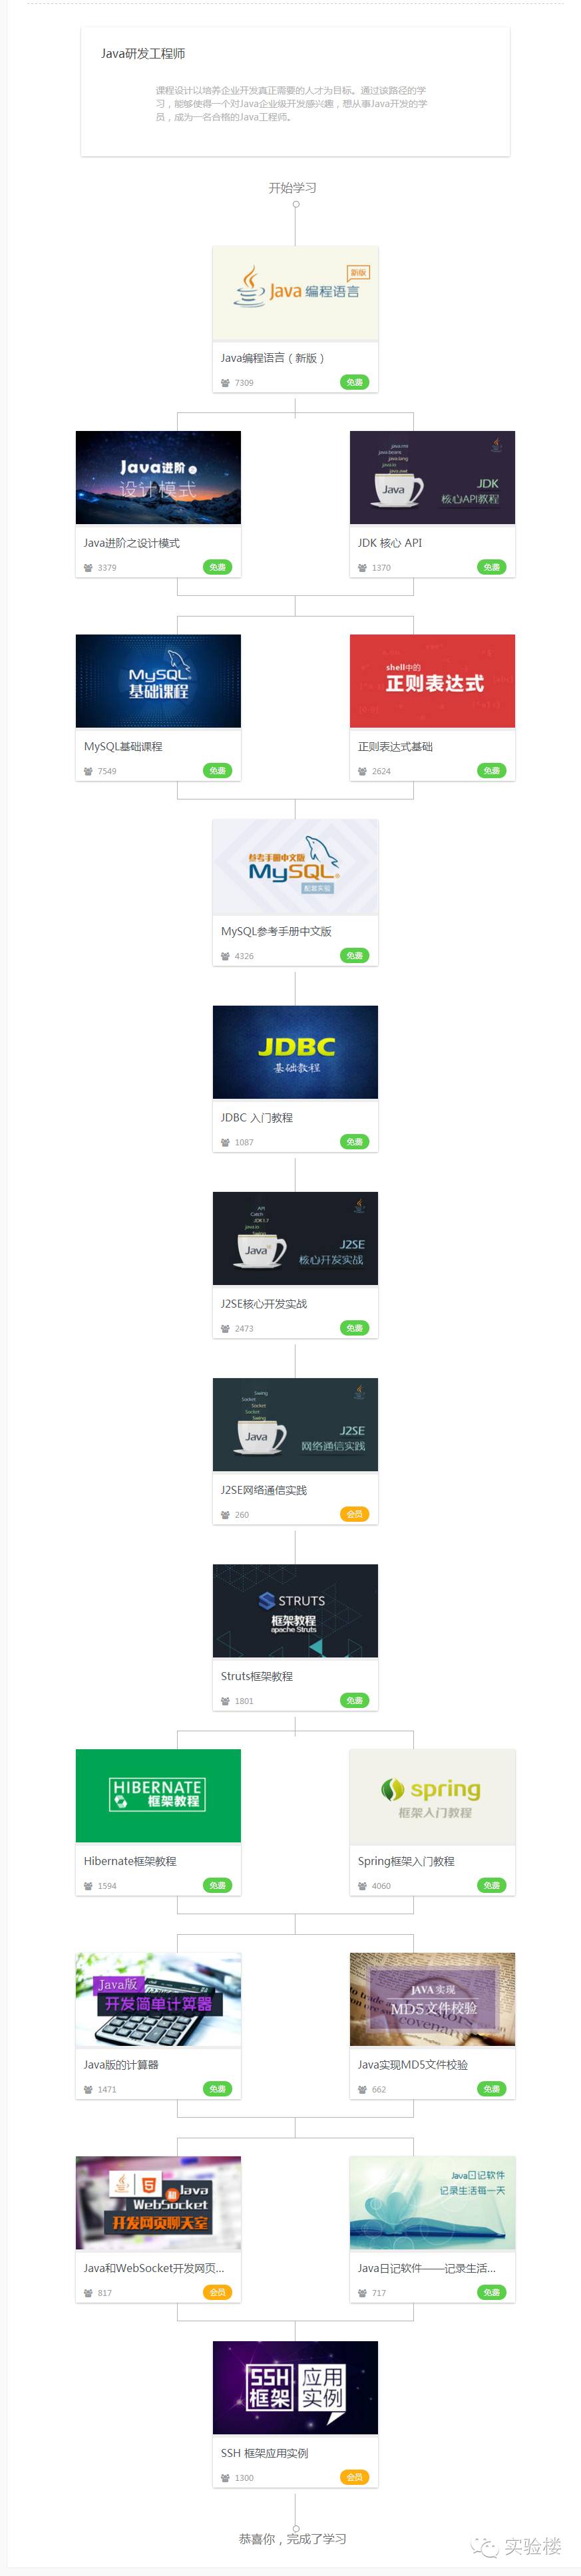 Java研发工程师
课程设计以培养企业开发真正需要的人才为目标。通过该路径的学
习，能够使得一个对Java企业级开发感兴趣，想从事Java开发的学
员，成为一名合格的Java工程师。
开始学习
新版
Java 编程语言
Java编程语言（新版）
7309 免费
Java进阶之
设计模式
Java进阶之设计模式
3379 免费
Java
JDK
核心API教程
JDK 核心 API
1370 免费
MySQL
基础课程
MySQL基础课程
7549 免费
shell中的
正则表达式
正则表达式基础
2624 免费
参考手册中文版
MySQL
配套实验
MySQL参考手册中文版
4326 免费
JDBC
基础教程
JDBC 入门教程
1087 免费
API
Catch
JDK1.7
java.io
Swing
Java
J2SE
核心开发实战
J2SE核心开发实战
2473 免费
Swing
Socket
Socket
Socket
Swing
Java
J2SE
网络通信实践
J2SE网络通信实践
260 会员
STRUTS
框架教程
apache Struts
Struts框架教程
1801 免费
HIBERNATE
框架教程
Hibernate框架教程
1594 免费
spring
框架入门教程
Spring框架入门教程
4060 免费
Java版
开发简单计算器
Java版的计算器
1471 免费
JAVA实现
MD5文件校验
Java实现MD5文件校验
662 免费
和Java
WebSocket
开发网页聊天室
Java和WebSocket开发网页...
817 会员
Java日记软件
记录生活每一天
Java日记软件——记录生活...
717 免费
SSH 框架
应用实例
SSH 框架应用实例
1300 会员
恭喜你，完成了学习
实验楼